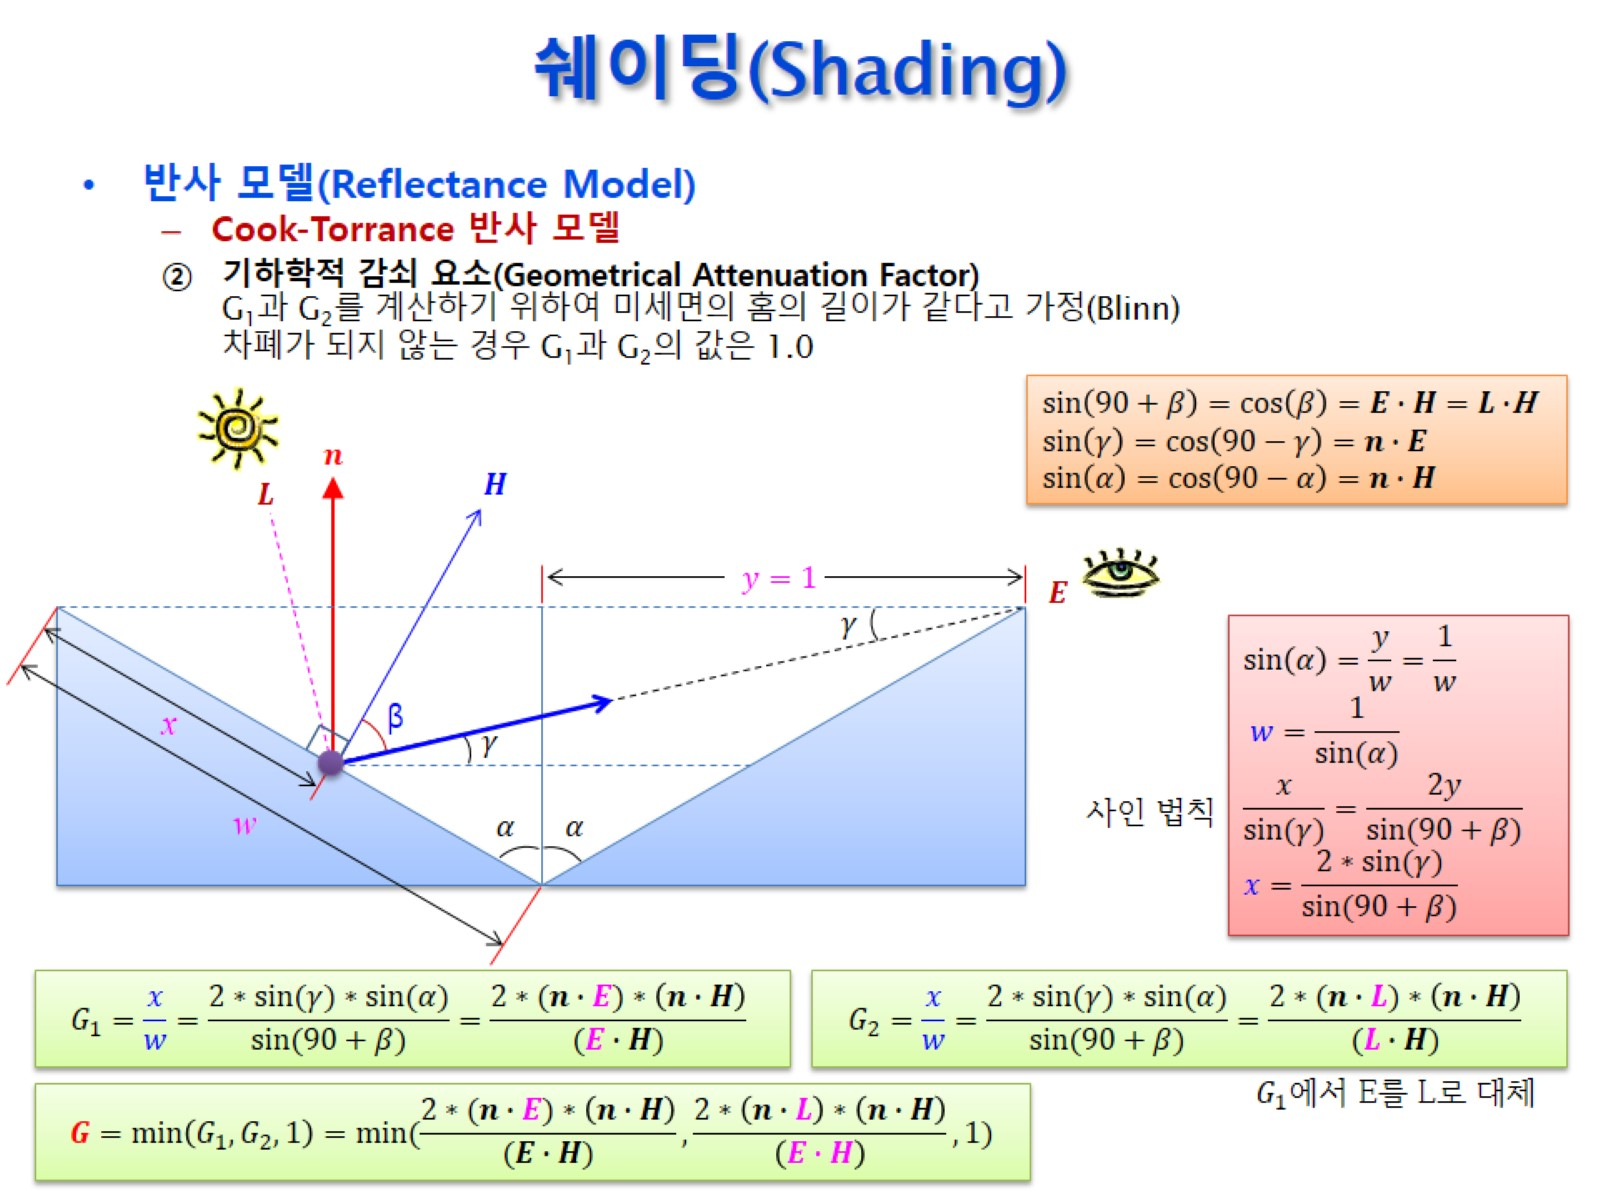 쉐이딩(Shading)
• 반사 모델(Reflectance Model)
– Cook-Torrance 반사 모델
② 기하학적 감쇠 요소(Geometrical Attenuation Factor)
G₁과 G₂를 계산하기 위하여 미세면의 홈의 길이가 같다고 가정(Blinn)
차폐가 되지 않는 경우 G₁과 G₂의 값은 1.0
sin(90 + β) = cos(β) = E · H = L · H
sin(γ) = cos(90 − γ) = n · E
sin(α) = cos(90 − α) = n · H
n
L
H
y = 1
E
γ
x
β
γ
w
α
α
sin(α) = y/w = 1/w
w = 1/sin(α)
사인 법칙
x/sin(γ) = 2y/sin(90 + β)
x = 2 * sin(γ)/sin(90 + β)
G₁ = x/w = 2 * sin(γ) * sin(α)/sin(90 + β) = 2 * (n · E) * (n · H)/(E · H)
G₂ = x/w = 2 * sin(γ) * sin(α)/sin(90 + β) = 2 * (n · L) * (n · H)/(L · H)
G₁에서 E를 L로 대체
G = min(G₁, G₂, 1) = min(2 * (n · E) * (n · H)/(E · H), 2 * (n · L) * (n · H)/(E · H), 1)